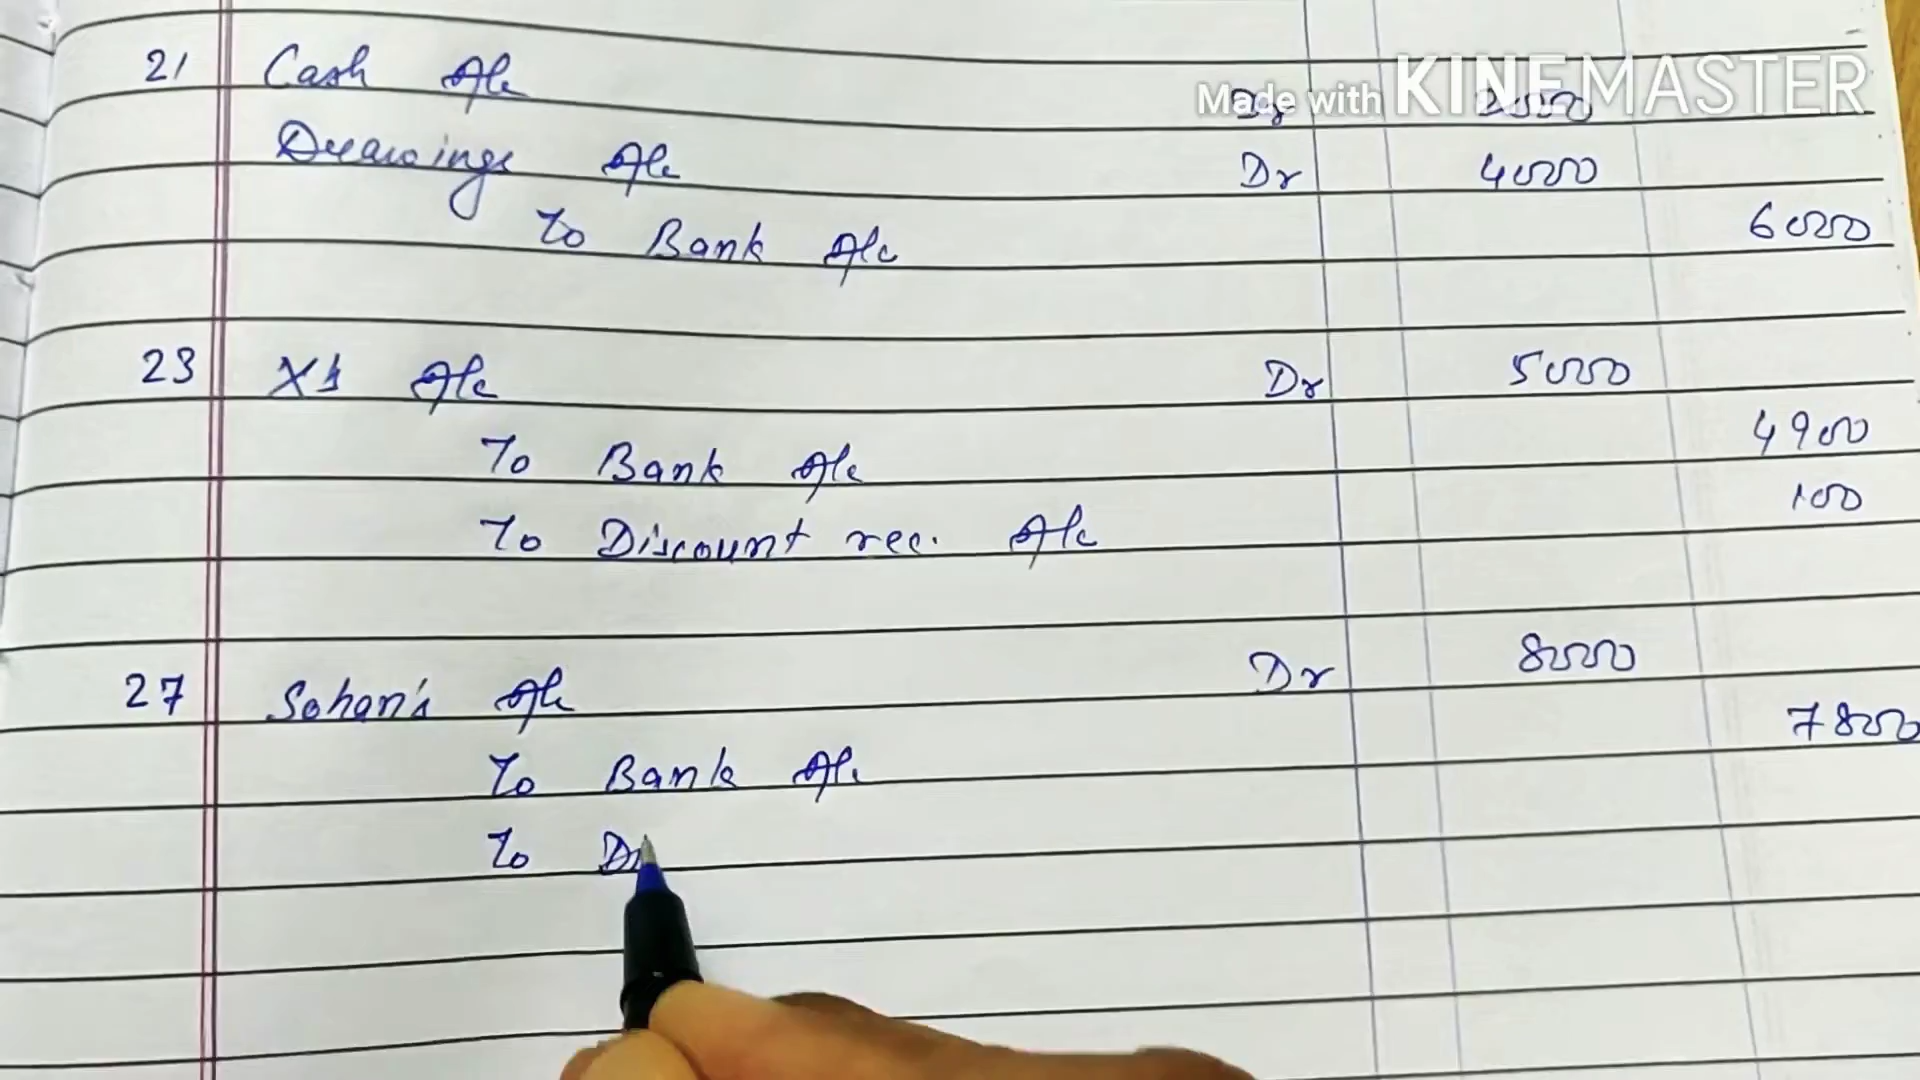 Made with KINEMASTER
21 Cash A/c Dr 2000
Drawings A/c Dr 4000
To Bank A/c 6000
23 A/c Dr 5000
To Bank A/c 4900
To Discount rec. A/c 100
27 Sohan's A/c Dr 8000
To Bank A/c 7800
To Di